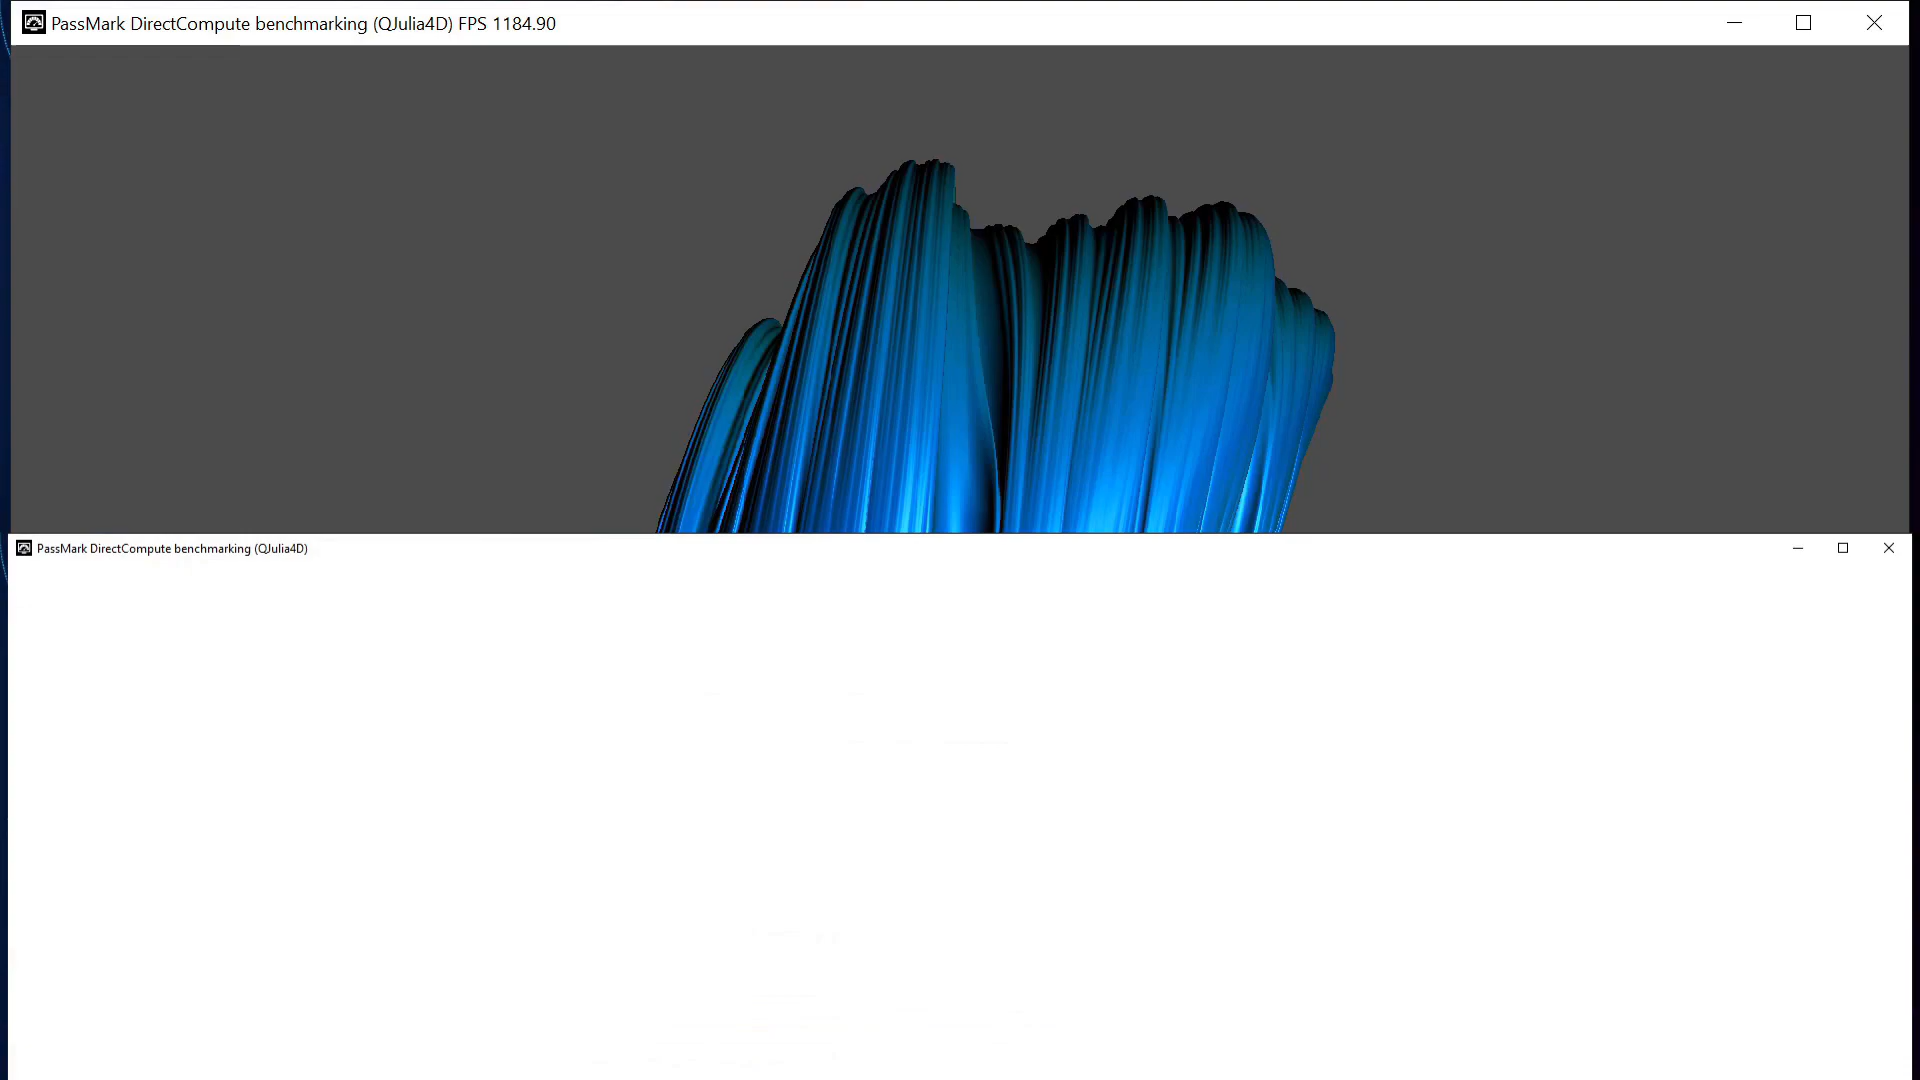 PassMark DirectCompute benchmarking (QJulia4D) FPS 1184.90
PassMark DirectCompute benchmarking (QJulia4D)